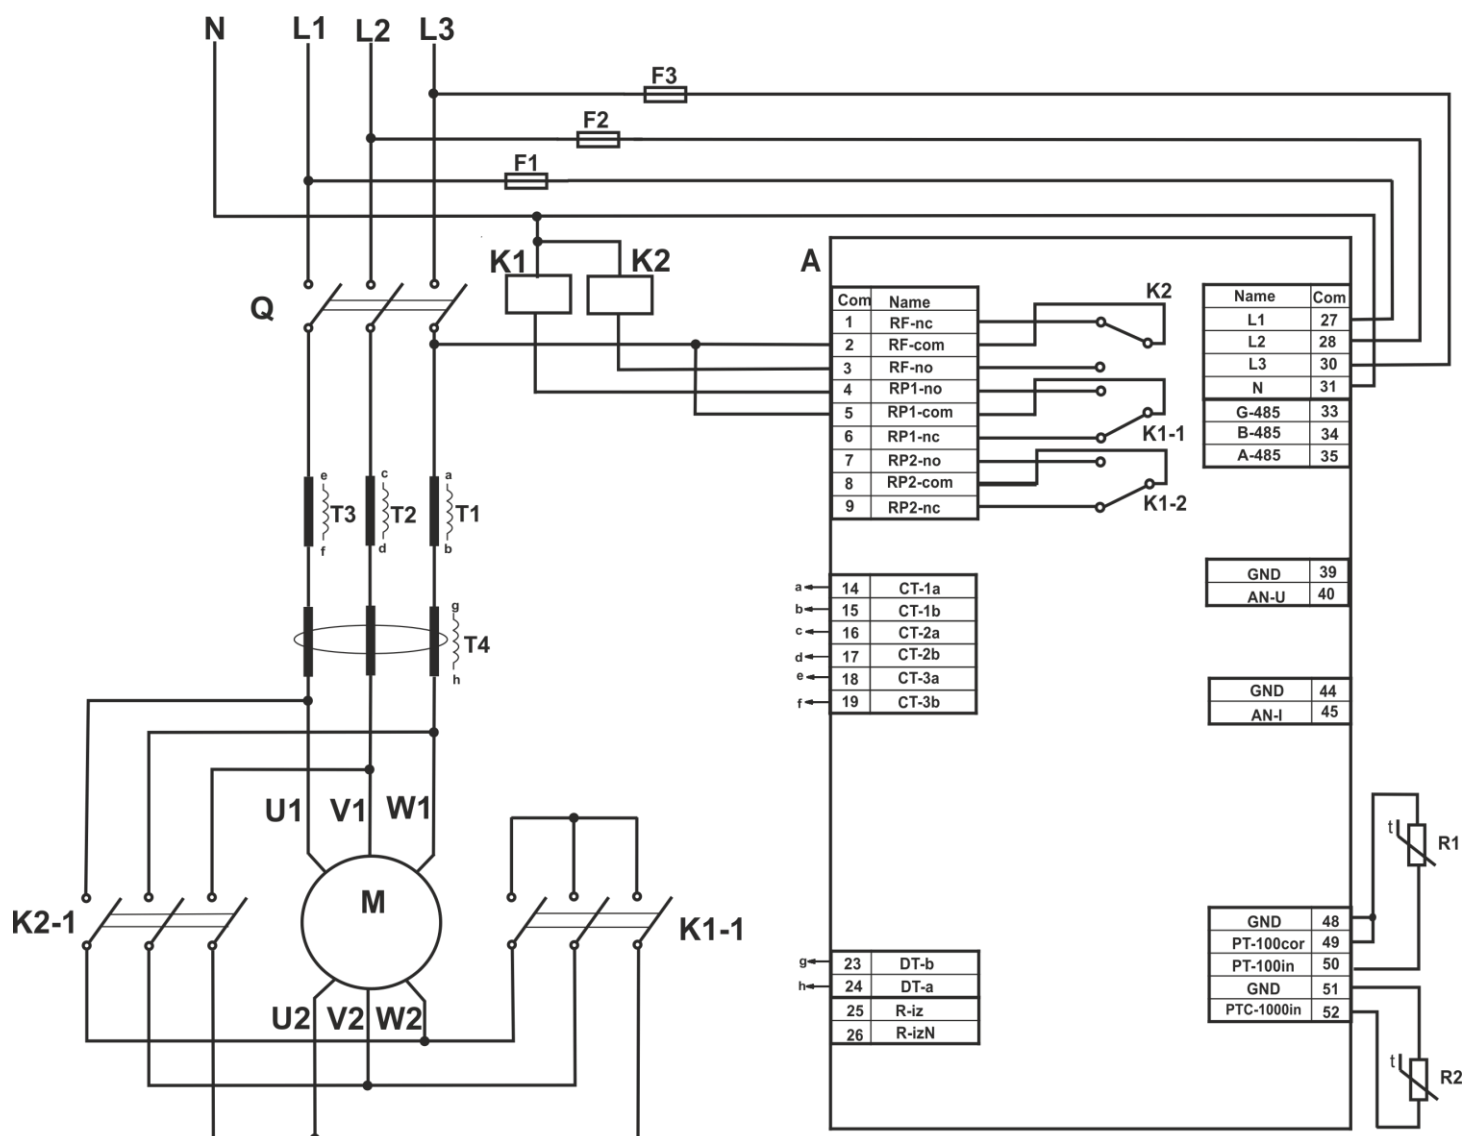 N L1 L2 L3
F3
F2
F1
K1 K2
A
Q
Com Name
1 RF-nc
2 RF-com
3 RF-no
4 RP1-no
5 RP1-com
6 RP1-nc
7 RP2-no
8 RP2-com
9 RP2-nc
K2
K1-1
K1-2
Name Com
L1 27
L2 28
L3 30
N 31
G-485 33
B-485 34
A-485 35
e c a
T3 T2 T1
f d b
g
T4
h
a 14 CT-1a
b 15 CT-1b
c 16 CT-2a
d 17 CT-2b
e 18 CT-3a
f 19 CT-3b
GND 39
AN-U 40
GND 44
AN-I 45
U1 V1 W1
M
K2-1
K1-1
U2 V2 W2
g 23 DT-b
h 24 DT-a
25 R-iz
26 R-izN
t R1
GND 48
PT-100cor 49
PT-100in 50
GND 51
PTC-1000in 52
t R2